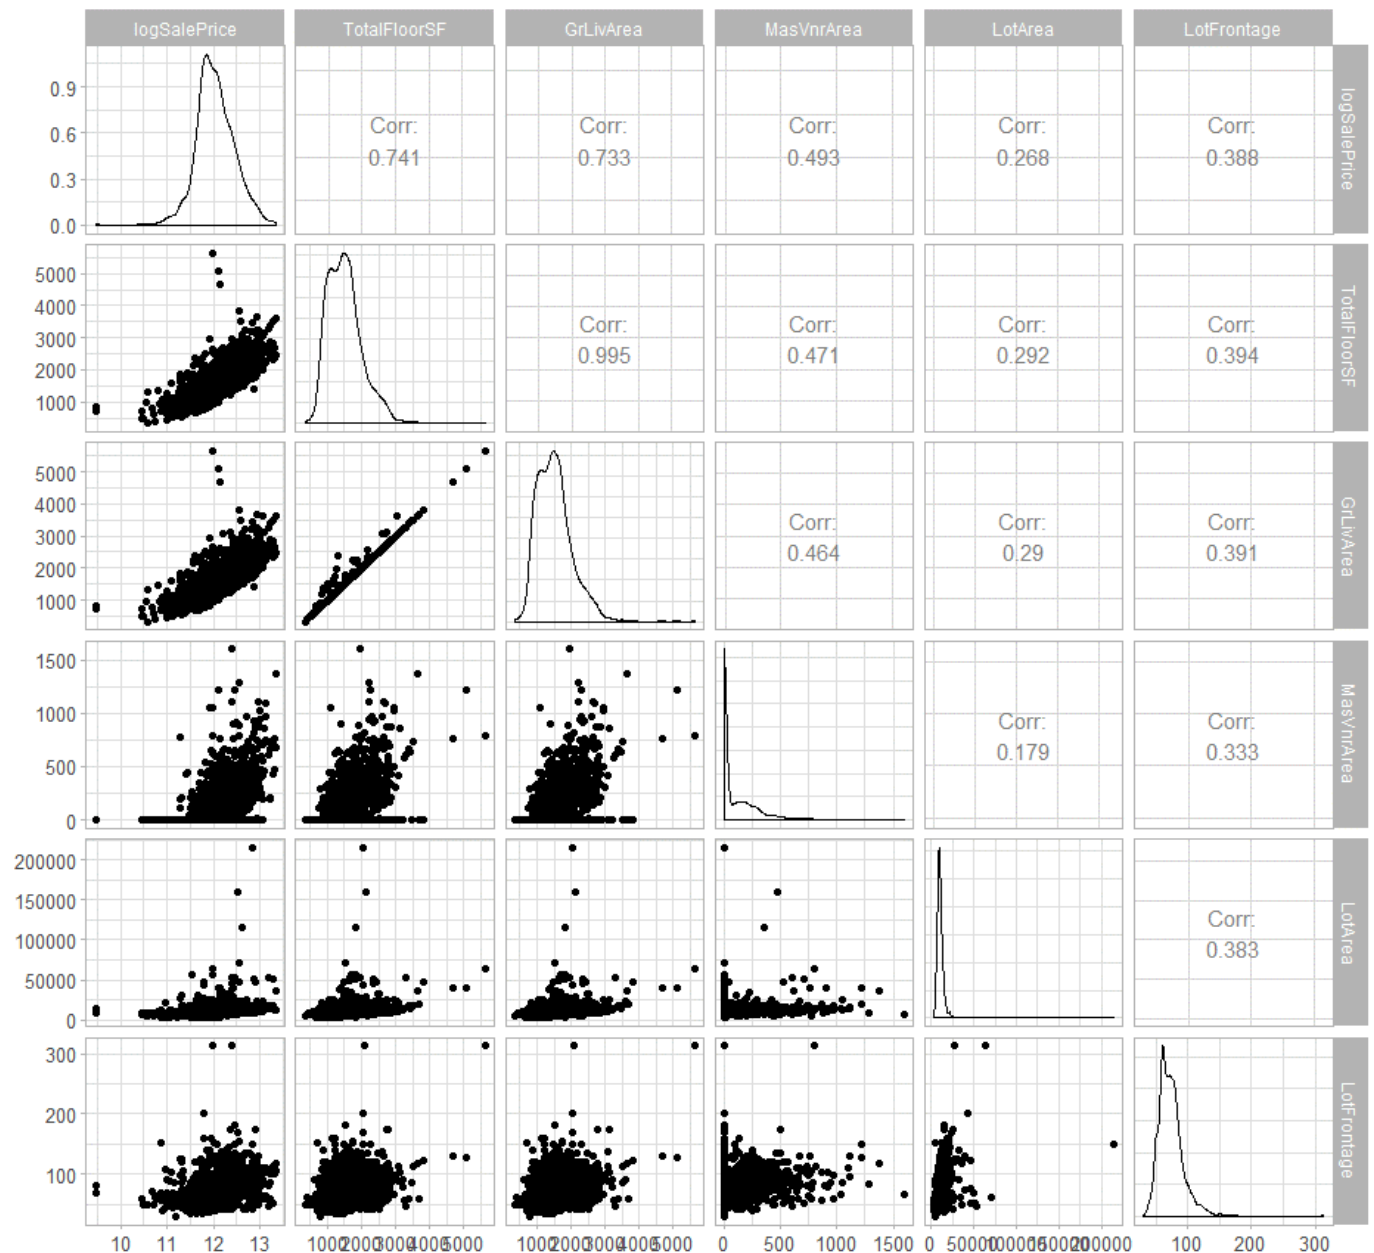 logSalePrice TotalFloorSF GrLivArea MasVnrArea LotArea LotFrontage
0.9
0.6
0.3
0.0
Corr:
0.741
Corr:
0.733
Corr:
0.493
Corr:
0.268
Corr:
0.388
logSalePrice
5000
4000
3000
2000
1000
Corr:
0.995
Corr:
0.471
Corr:
0.292
Corr:
0.394
TotalFloorSF
5000
4000
3000
2000
1000
Corr:
0.464
Corr:
0.29
Corr:
0.391
GrLivArea
1500
1000
500
0
Corr:
0.179
Corr:
0.333
MasVnrArea
200000
150000
100000
50000
0
Corr:
0.383
LotArea
300
200
100
LotFrontage
10 11 12 13 1000 2000 3000 4000 5000 1000 2000 3000 4000 5000 0 500 1000 1500 0 50000 100000 150000 200000 100 200 300